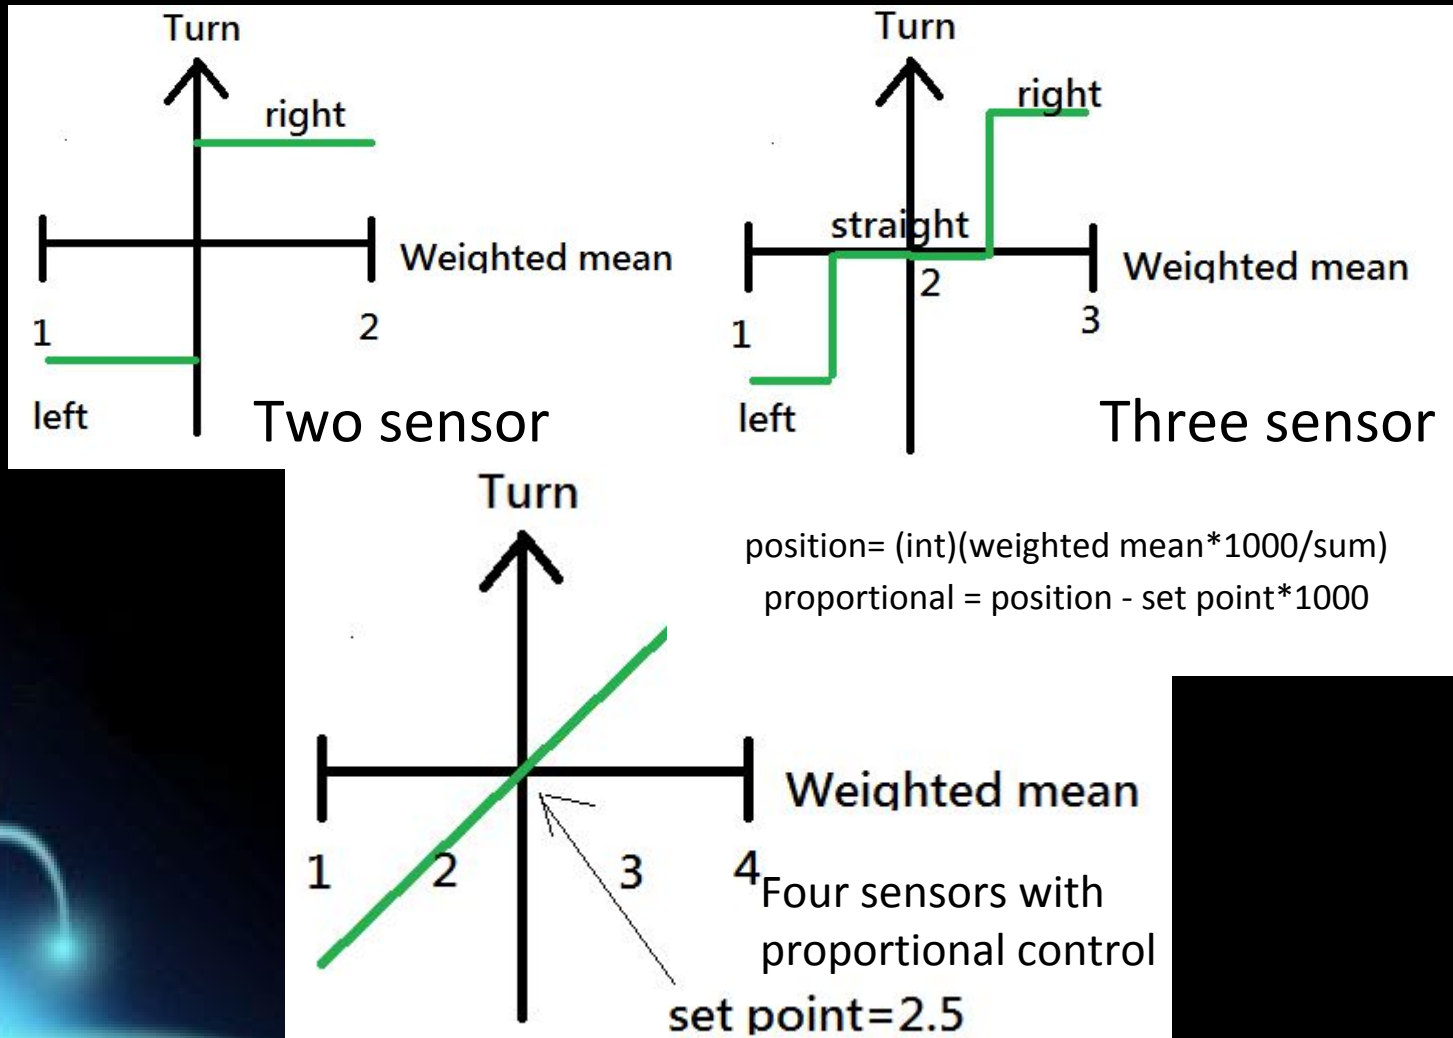 Turn
right
Weighted mean
1
2
left
Two sensor
Turn
right
straight
Weighted mean
2
1
3
left
Three sensor
Turn
position= (int)(weighted mean*1000/sum)
proportional = position - set point*1000
Weighted mean
1
2
3
4
Four sensors with
proportional control
set point=2.5